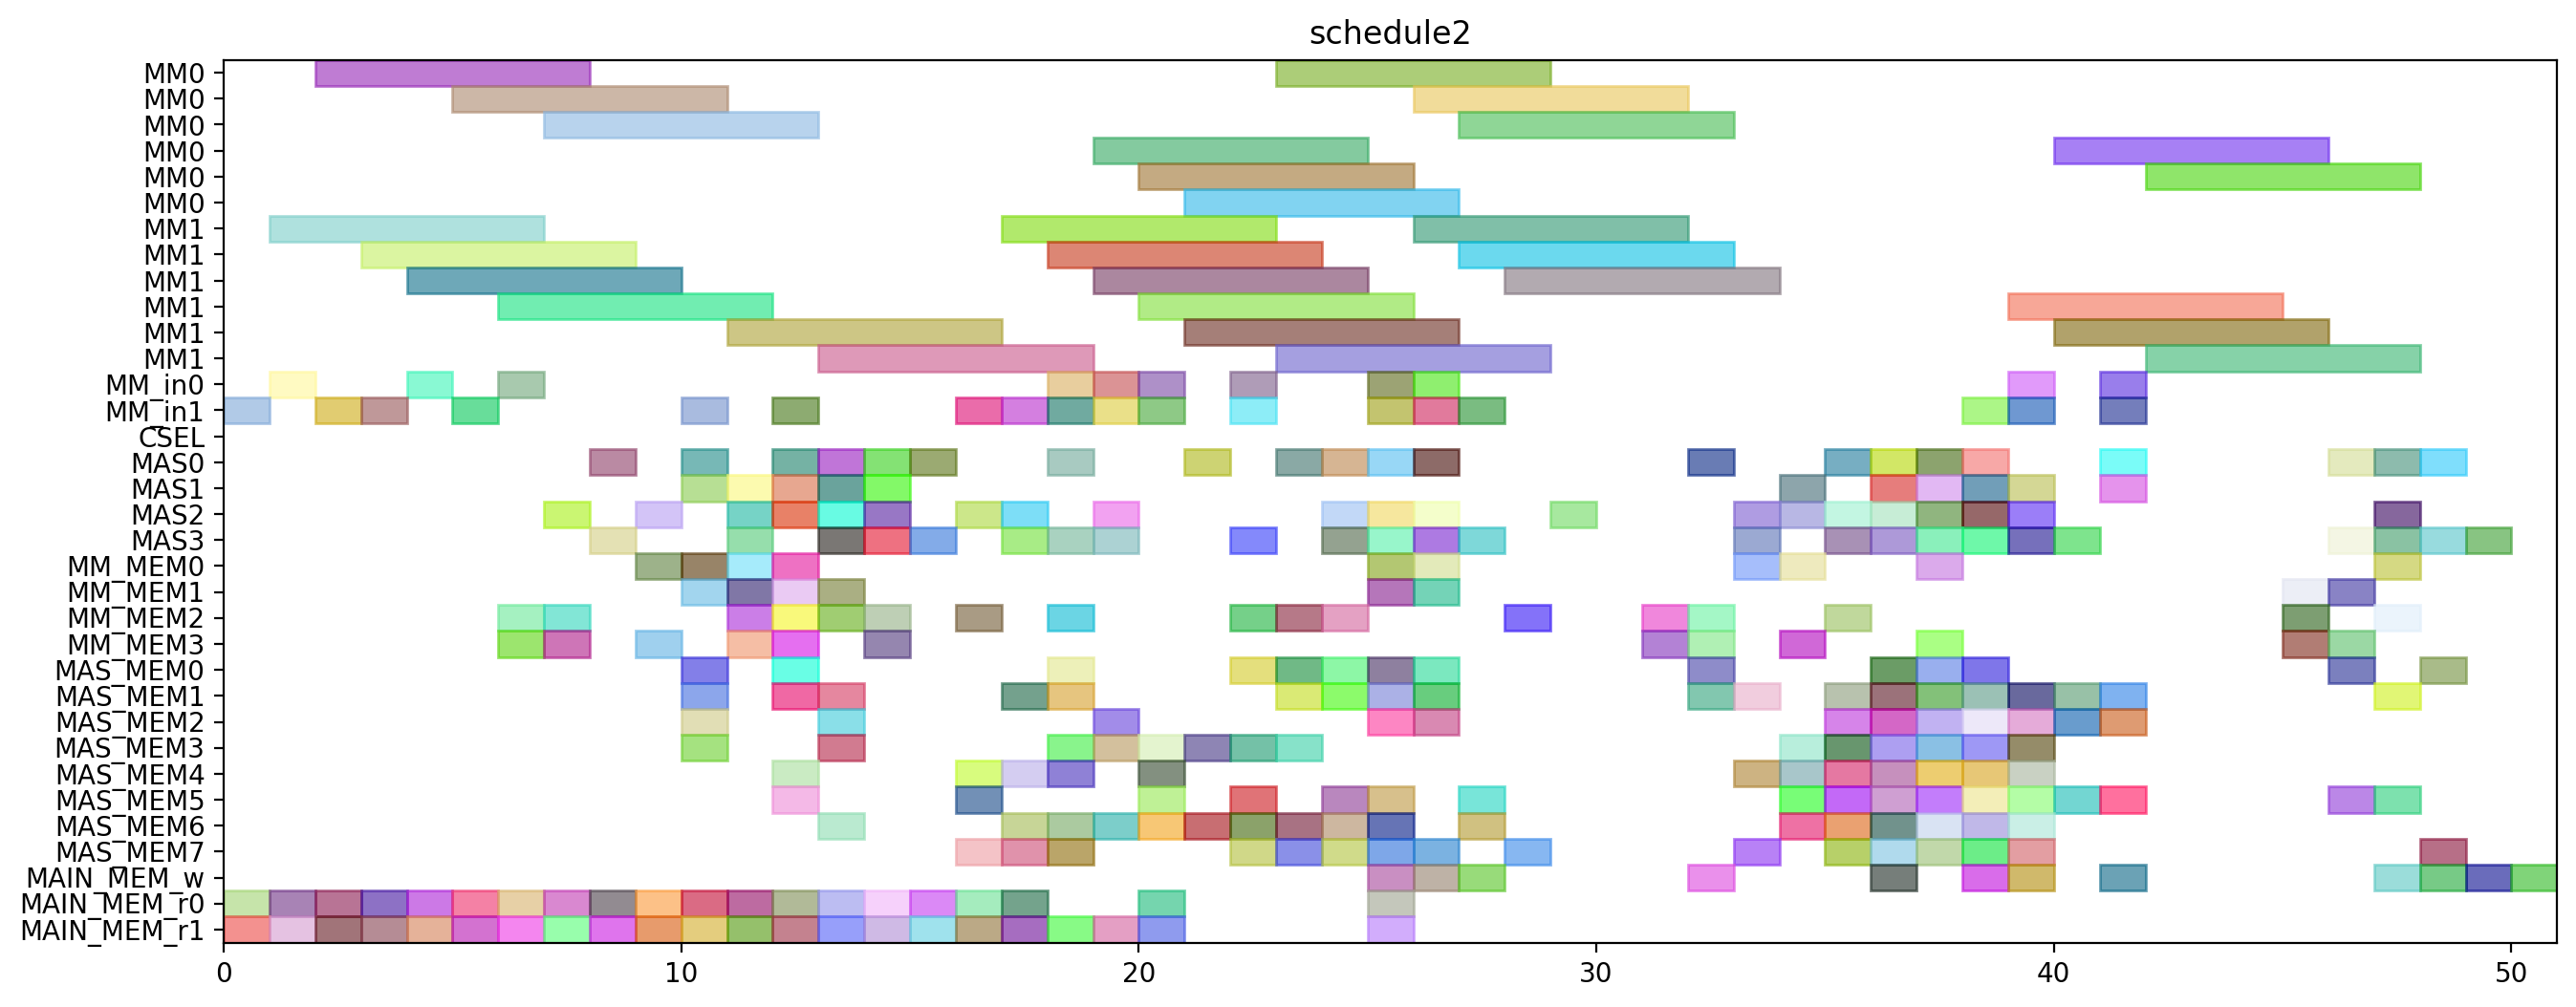 schedule2
MM0
MM0
MM0
MM0
MM0
MM0
MM1
MM1
MM1
MM1
MM1
MM1
MM_in0
MM_in1
CSEL
MAS0
MAS1
MAS2
MAS3
MM_MEM0
MM_MEM1
MM_MEM2
MM_MEM3
MAS_MEM0
MAS_MEM1
MAS_MEM2
MAS_MEM3
MAS_MEM4
MAS_MEM5
MAS_MEM6
MAS_MEM7
MAIN_MEM_w
MAIN_MEM_r0
MAIN_MEM_r1
0 10 20 30 40 50